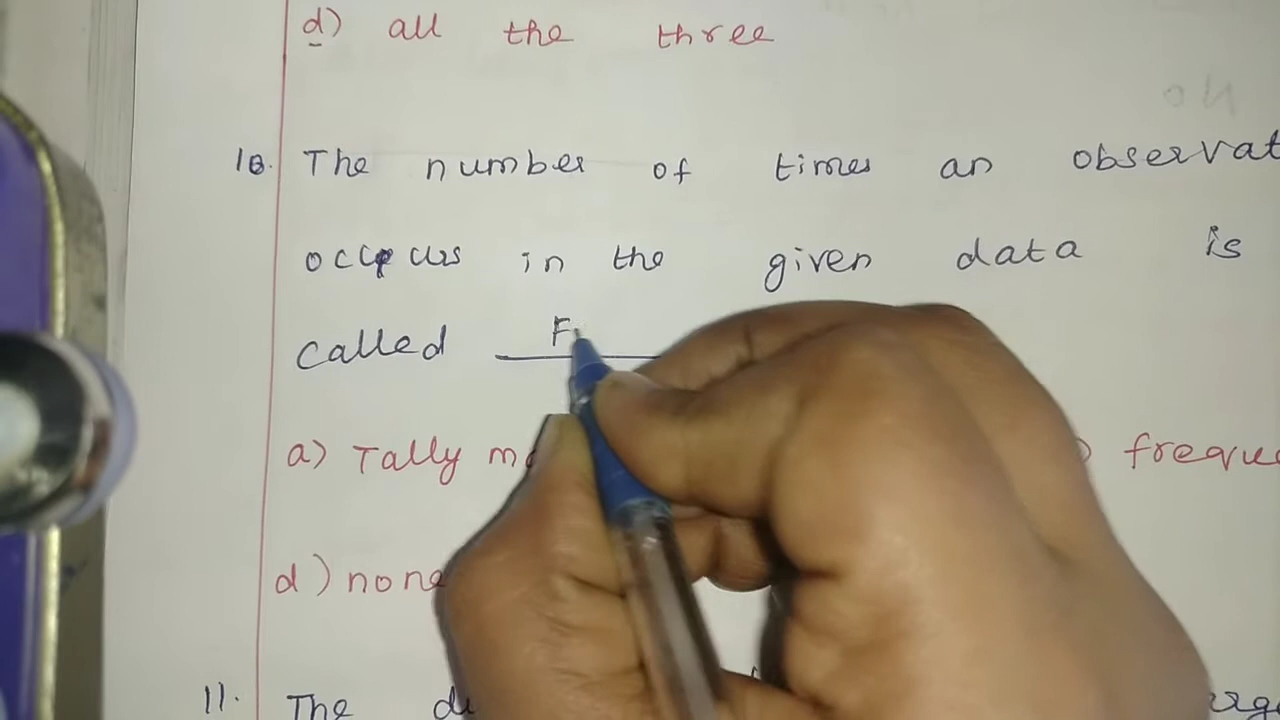 d) all the three
10. The number of times an observat
occurs in the given data is
called F
a) Tally m ) freque
d) none
11. The d